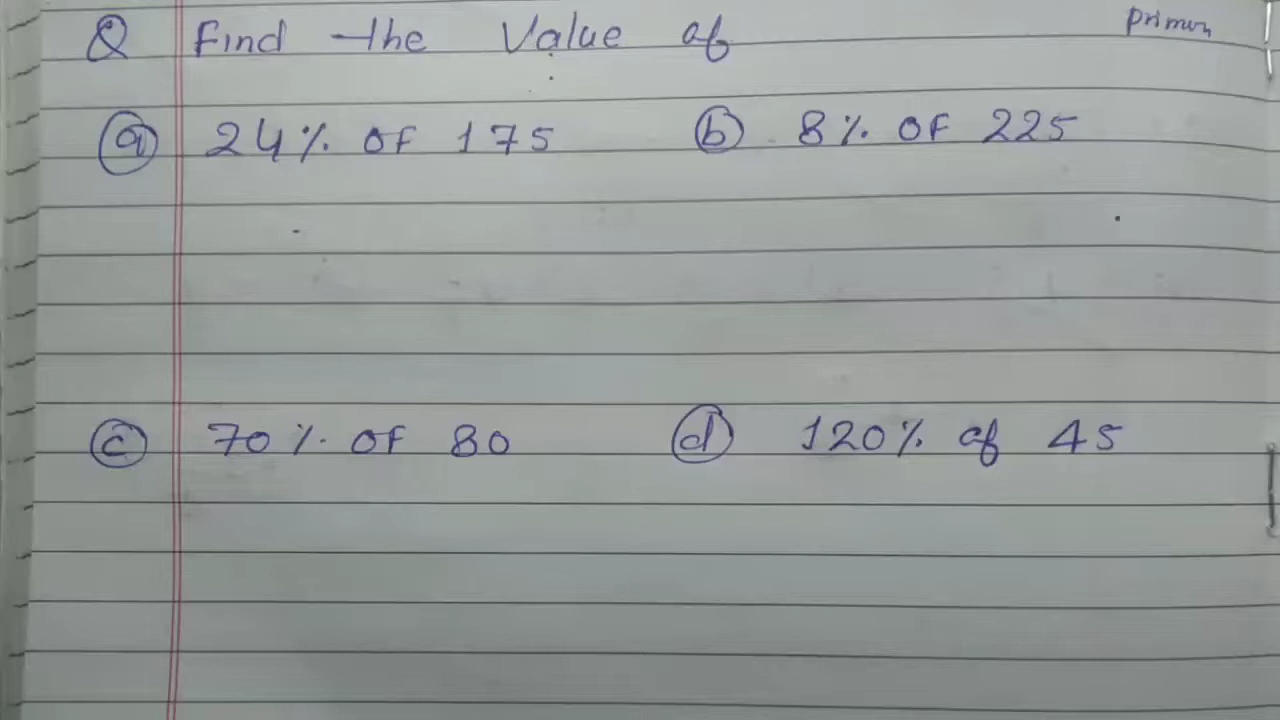 Q Find the Value of
(a) 24% of 175 (b) 8% of 225
(c) 70% of 80 (d) 120% of 45